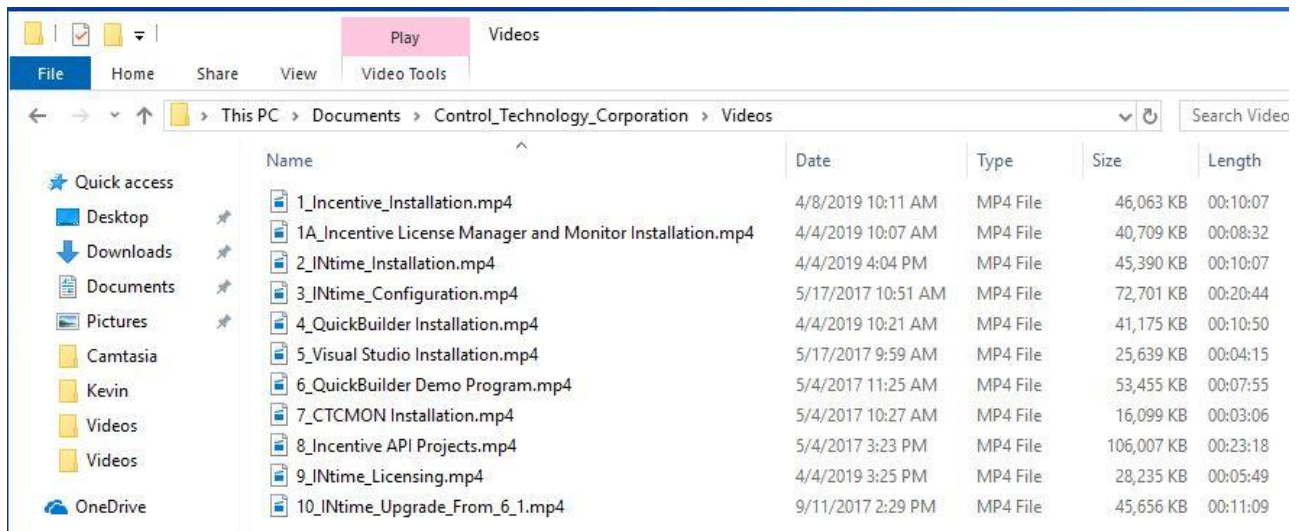 Play Videos
File Home Share View Video Tools
This PC > Documents > Control_Technology_Corporation > Videos Search Video
Name Date Type Size Length
Quick access
Desktop
Downloads
Documents
Pictures
Camtasia
Kevin
Videos
Videos
OneDrive
1_Incentive_Installation.mp4 4/8/2019 10:11 AM MP4 File 46,063 KB 00:10:07
1A_Incentive License Manager and Monitor Installation.mp4 4/4/2019 10:07 AM MP4 File 40,709 KB 00:08:32
2_INtime_Installation.mp4 4/4/2019 4:04 PM MP4 File 45,390 KB 00:10:07
3_INtime_Configuration.mp4 5/17/2017 10:51 AM MP4 File 72,701 KB 00:20:44
4_QuickBuilder Installation.mp4 4/4/2019 10:21 AM MP4 File 41,175 KB 00:10:50
5_Visual Studio Installation.mp4 5/17/2017 9:59 AM MP4 File 25,639 KB 00:04:15
6_QuickBuilder Demo Program.mp4 5/4/2017 11:25 AM MP4 File 53,455 KB 00:07:55
7_CTCMON Installation.mp4 5/4/2017 10:27 AM MP4 File 16,099 KB 00:03:06
8_Incentive API Projects.mp4 5/4/2017 3:23 PM MP4 File 106,007 KB 00:23:18
9_INtime_Licensing.mp4 4/4/2019 3:25 PM MP4 File 28,235 KB 00:05:49
10_INtime_Upgrade_From_6_1.mp4 9/11/2017 2:29 PM MP4 File 45,656 KB 00:11:09